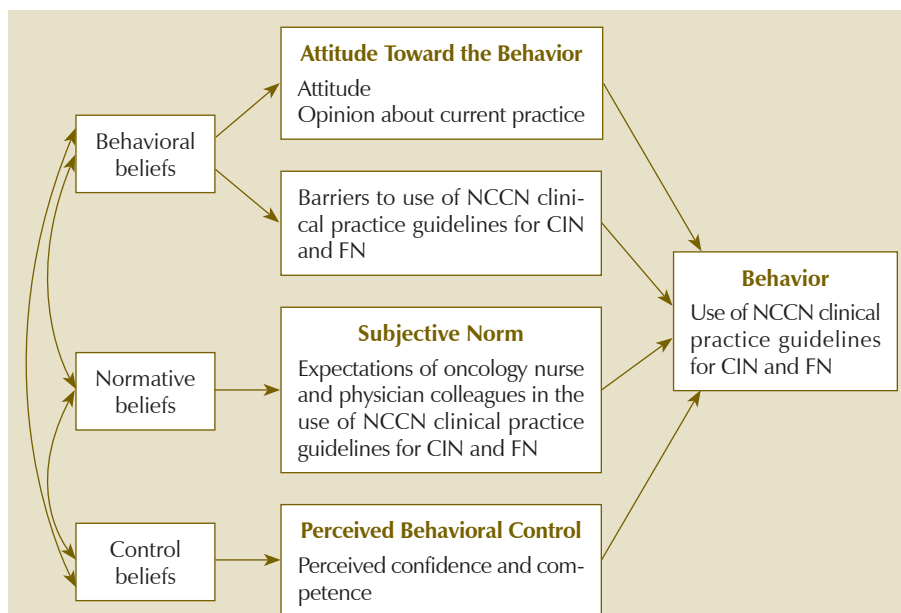 Attitude Toward the Behavior
Attitude
Opinion about current practice
Behavioral
beliefs
Barriers to use of NCCN clini-
cal practice guidelines for CIN
and FN
Behavior
Use of NCCN clinical
practice guidelines
for CIN and FN
Subjective Norm
Expectations of oncology nurse
and physician colleagues in the
use of NCCN clinical practice
guidelines for CIN and FN
Normative
beliefs
Perceived Behavioral Control
Perceived confidence and com-
petence
Control
beliefs